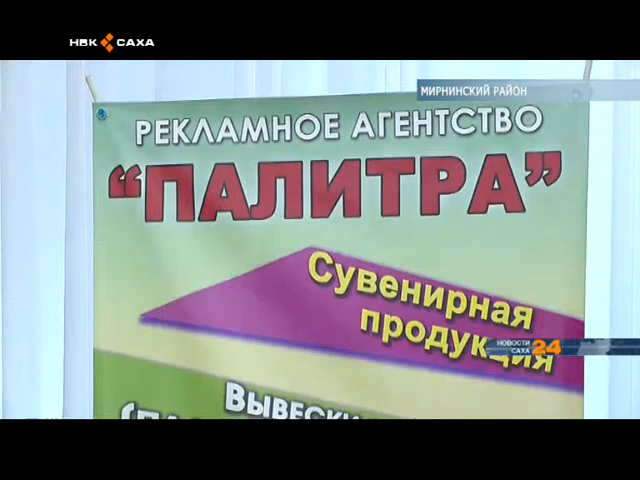 НВК САХА
МИРНИНСКИЙ РАЙОН
РЕКЛАМНОЕ АГЕНТСТВО
“ПАЛИТРА”
Сувенирная
продукция
НОВОСТИ
САХА 24
ВЫВЕСКИ